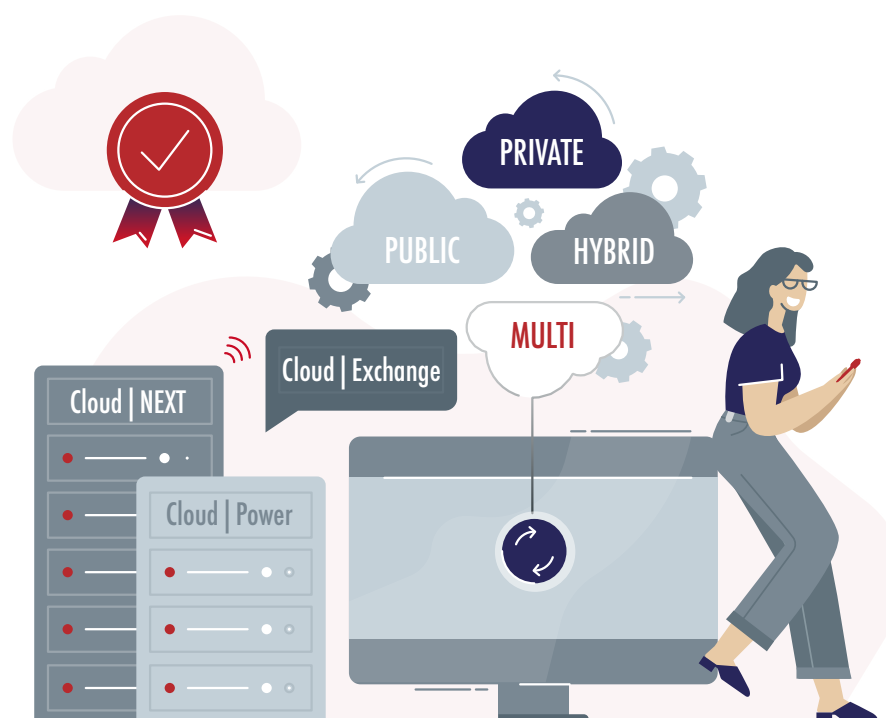 PRIVATE
PUBLIC
HYBRID
MULTI
Cloud | Exchange
Cloud | NEXT
Cloud | Power